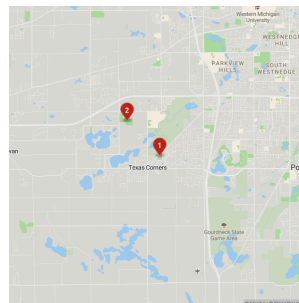 Western Michigan
University
WESTNEDGE
HILL
PARKVIEW
HILLS
SOUTH
WESTNEDGE
2
1
Texas Corners
Gourdneck State
Game Area